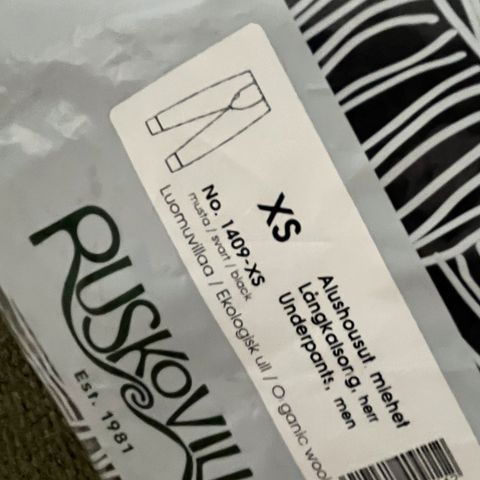 XS
No. 1409-XS
musta / svart / black
Luomuvillaa / Ekologisk ull / Organic wool
Alushousut, miehet
Långkalsong, herr
Underpants, men
RUSKOVILL
Est. 1981